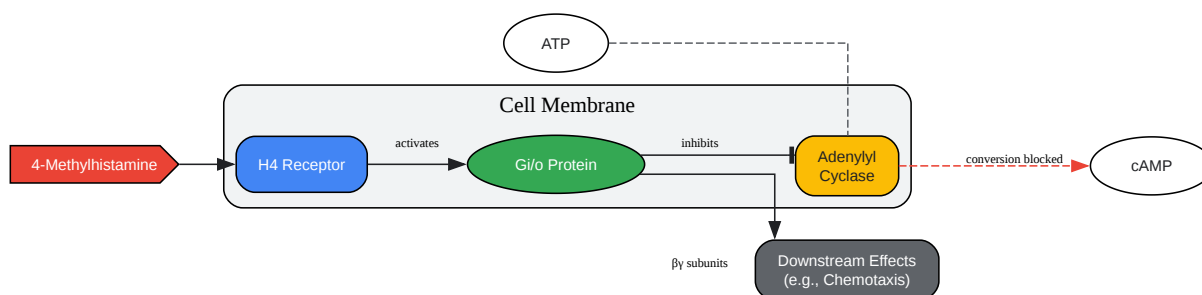 ATP
Cell Membrane
4-Methylhistamine
H4 Receptor
activates
Gi/o Protein
inhibits
Adenylyl
Cyclase
conversion blocked
cAMP
βγ subunits
Downstream Effects
(e.g., Chemotaxis)